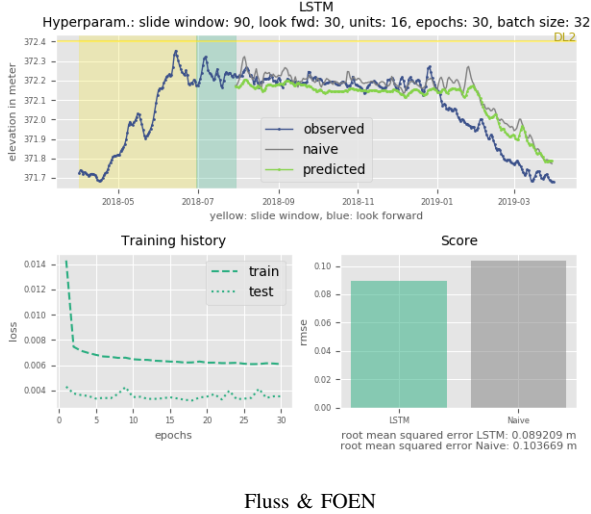 LSTM
Hyperparam.: slide window: 90, look fwd: 30, units: 16, epochs: 30, batch size: 32
372.4
DL2
372.3
372.2
372.1
372.0
371.9
371.8
371.7
elevation in meter
observed
naive
predicted
2018-05
2018-07
2018-09
2018-11
2019-01
2019-03
yellow: slide window, blue: look forward
Training history
0.014
0.012
0.010
0.008
0.006
0.004
loss
train
test
0
5
10
15
20
25
30
epochs
Score
0.10
0.08
0.06
0.04
0.02
0.00
rmse
LSTM
Naive
root mean squared error LSTM: 0.089209 m
root mean squared error Naive: 0.103669 m
Fluss & FOEN